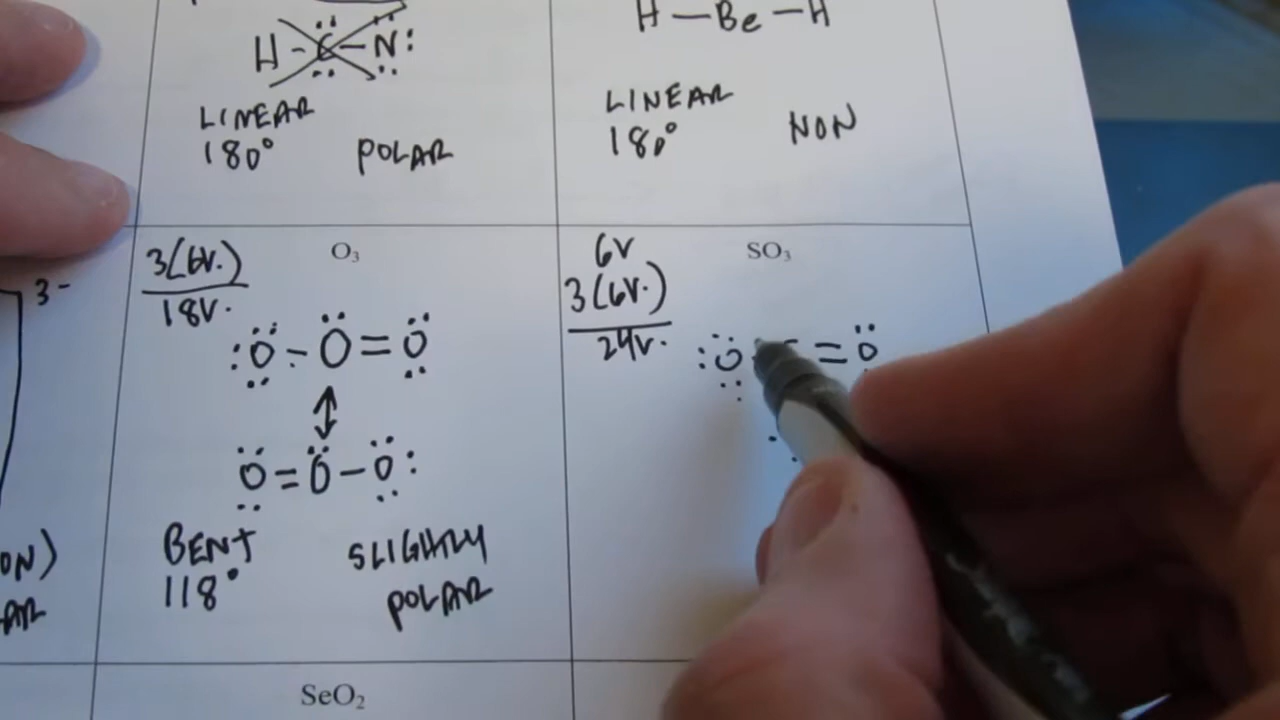 H - C - N:
LINEAR
180° POLAR
H — Be — H
LINEAR
180° NON
3-
ON)
AR
O₃
3(6v.)
18v.
:O - O = O
↕
O = O - O:
BENT
118°
SLIGHTLY
POLAR
SO₃
6V
3(6V.)
24v.
:O = O
SeO₂